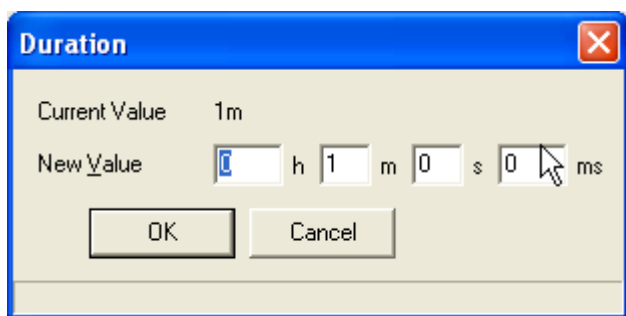 Duration
Current Value 1m
New Value 0 h 1 m 0 s 0 ms
OK Cancel